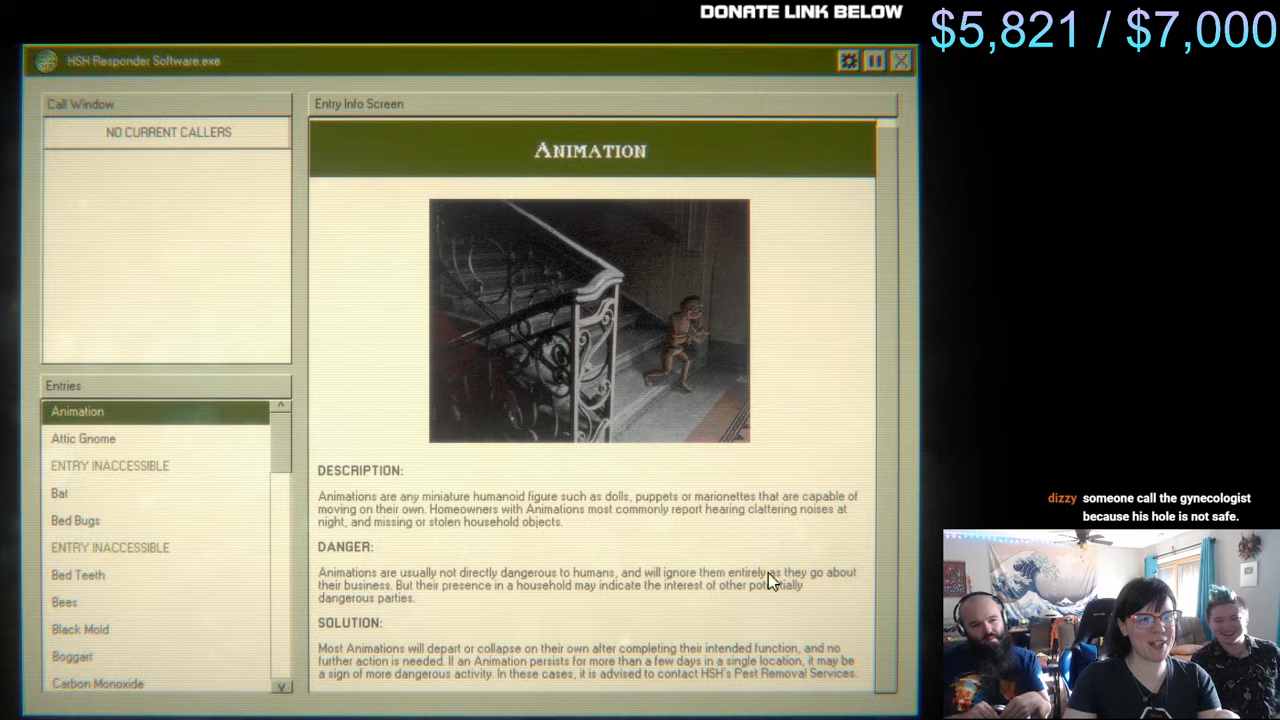 DONATE LINK BELOW
$5,821 / $7,000
HSH Responder Software.exe
Call Window
NO CURRENT CALLERS
Entry Info Screen
ANIMATION
Entries
Animation
Attic Gnome
ENTRY INACCESSIBLE
Bat
Bed Bugs
ENTRY INACCESSIBLE
Bed Teeth
Bees
Black Mold
Boggart
Carbon Monoxide
DESCRIPTION:
Animations are any miniature humanoid figure such as dolls, puppets or marionettes that are capable of
moving on their own. Homeowners with Animations most commonly report hearing clattering noises at
night, and missing or stolen household objects.
DANGER:
Animations are usually not directly dangerous to humans, and will ignore them entirely as they go about
their business. But their presence in a household may indicate the interest of other potentially
dangerous parties.
SOLUTION:
Most Animations will depart or collapse on their own after completing their intended function, and no
further action is needed. If an Animation persists for more than a few days in a single location, it may be
a sign of more dangerous activity. In these cases, it is advised to contact HSH's Pest Removal Services.
dizzy someone call the gynecologist
because his hole is not safe.